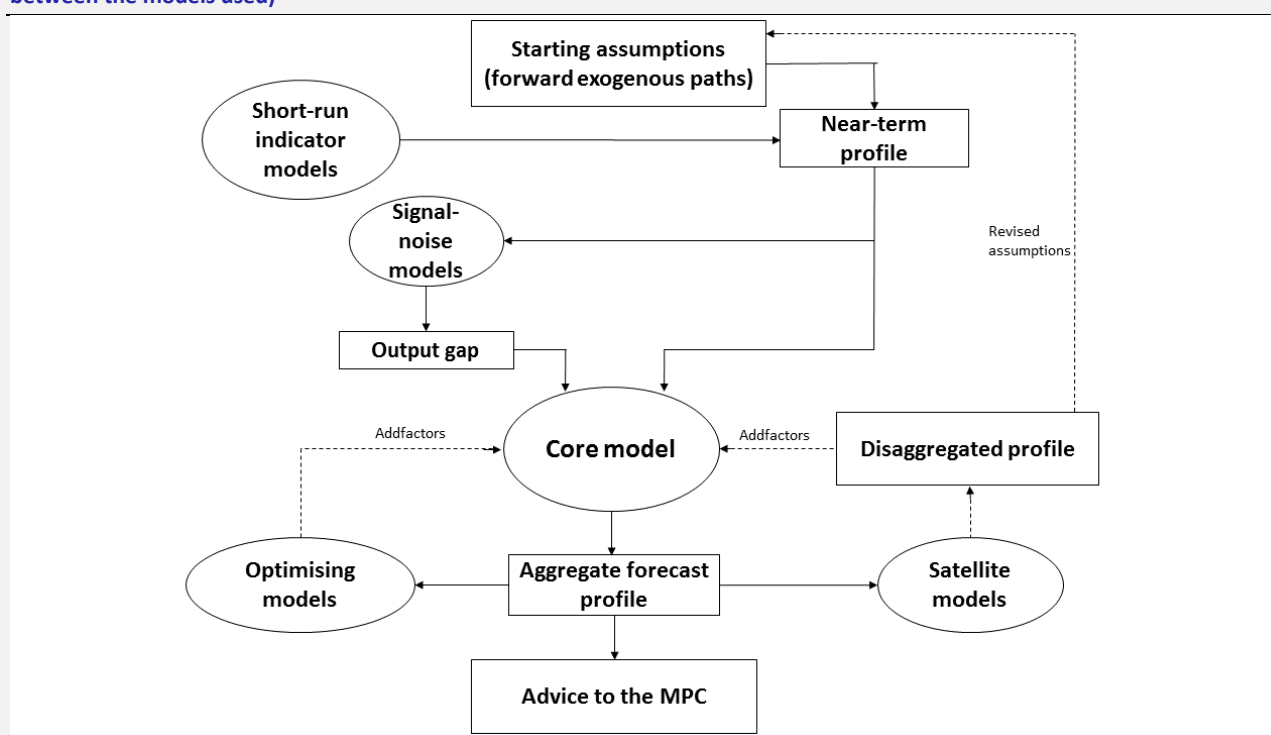 between the models used)
Starting assumptions
(forward exogenous paths)
Short-run
indicator
models
Near-term
profile
Signal-
noise
models
Revised
assumptions
Output gap
Addfactors
Core model
Addfactors
Disaggregated profile
Optimising
models
Aggregate forecast
profile
Satellite
models
Advice to the MPC